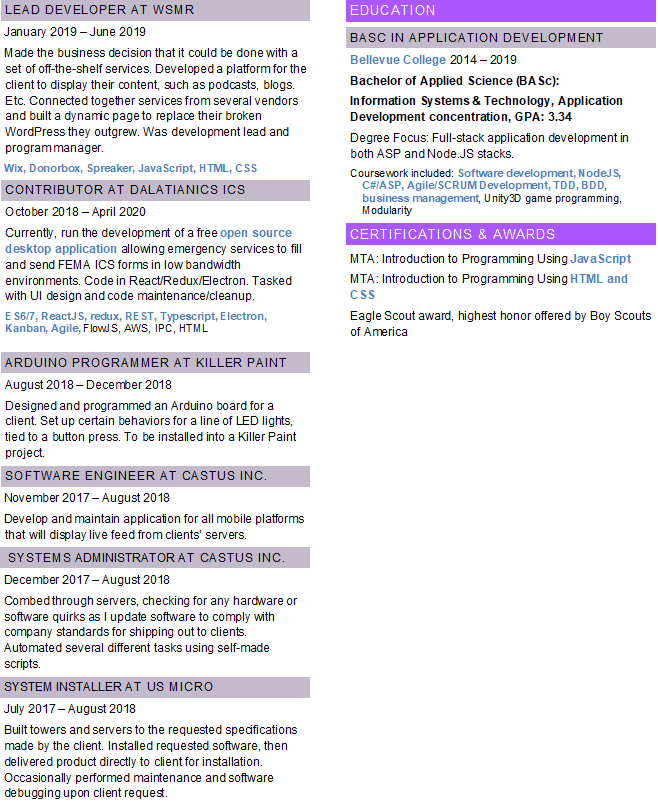 LEAD DEVELOPER AT WSMR
January 2019 – June 2019
Made the business decision that it could be done with a
set of off-the-shelf services. Developed a platform for the
client to display their content, such as podcasts, blogs.
Etc. Connected together services from several vendors
and built a dynamic page to replace their broken
WordPress they outgrew. Was development lead and
program manager.
Wix, Donorbox, Spreaker, JavaScript, HTML, CSS
CONTRIBUTOR AT DALATIANICS ICS
October 2018 – April 2020
Currently, run the development of a free open source
desktop application allowing emergency services to fill
and send FEMA ICS forms in low bandwidth
environments. Code in React/Redux/Electron. Tasked
with UI design and code maintenance/cleanup.
ES6/7, ReactJS, redux, REST, Typescript, Electron,
Kanban, Agile, FlowJS, AWS, IPC, HTML
ARDUINO PROGRAMMER AT KILLER PAINT
August 2018 – December 2018
Designed and programmed an Arduino board for a
client. Set up certain behaviors for a line of LED lights,
tied to a button press. To be installed into a Killer Paint
project.
SOFTWARE ENGINEER AT CASTUS INC.
November 2017 – August 2018
Develop and maintain application for all mobile platforms
that will display live feed from clients’ servers.
SYSTEMS ADMINISTRATOR AT CASTUS INC.
December 2017 – August 2018
Combed through servers, checking for any hardware or
software quirks as I update software to comply with
company standards for shipping out to clients.
Automated several different tasks using self-made
scripts.
SYSTEM INSTALLER AT US MICRO
July 2017 – August 2018
Built towers and servers to the requested specifications
made by the client. Installed requested software, then
delivered product directly to client for installation.
Occasionally performed maintenance and software
debugging upon client request.
EDUCATION
BASC IN APPLICATION DEVELOPMENT
Bellevue College 2014 – 2019
Bachelor of Applied Science (BASc):
Information Systems & Technology, Application
Development concentration, GPA: 3.34
Degree Focus: Full-stack application development in
both ASP and Node.JS stacks.
Coursework included: Software development, NodeJS,
C#/ASP, Agile/SCRUM Development, TDD, BDD,
business management, Unity3D game programming,
Modularity
CERTIFICATIONS & AWARDS
MTA: Introduction to Programming Using JavaScript
MTA: Introduction to Programming Using HTML and
CSS
Eagle Scout award, highest honor offered by Boy Scouts
of America